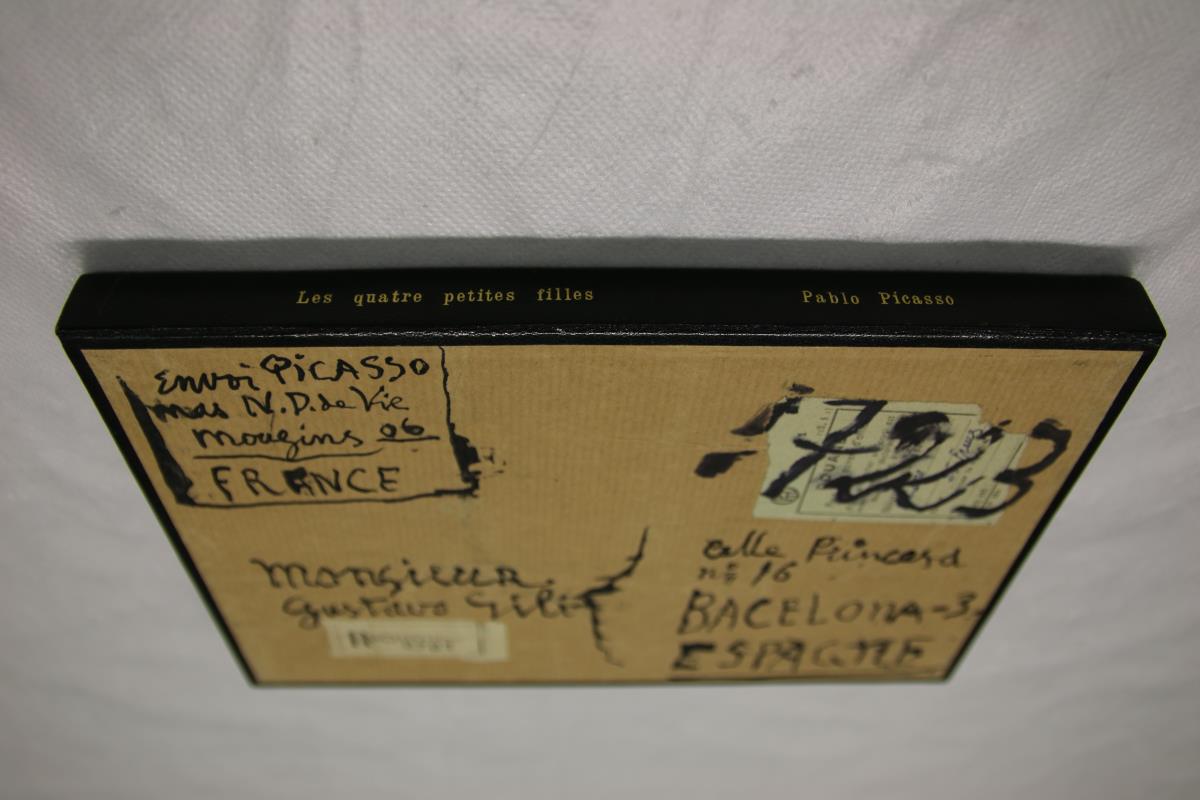 Les quatre petites filles
Pablo Picasso
envoi PiCASSO
mas N.D. de Vie
mougins 06
FRANCE
monsieur
gustavo Gili
calle Princesa
nº 16
BACELONA-3.
ESPAGNE